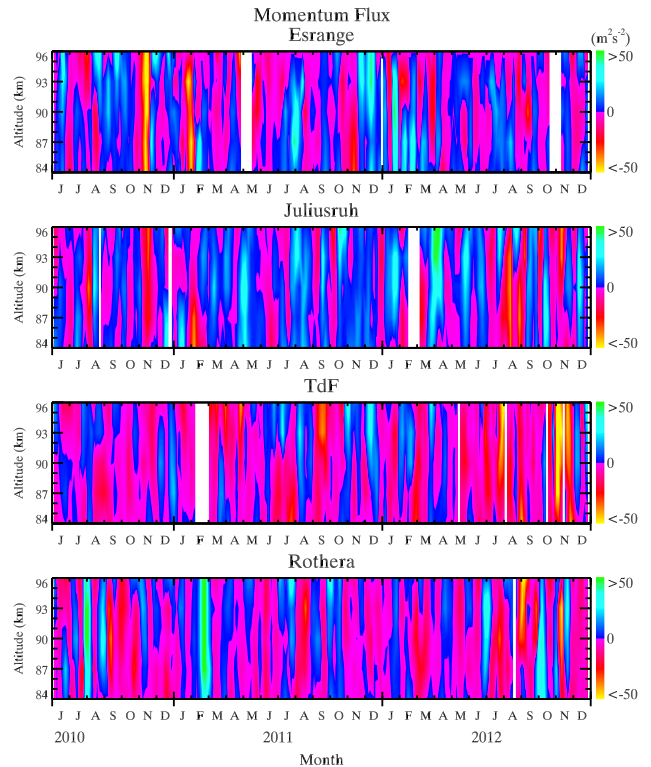 Momentum Flux
Esrange
(m²s⁻²)
96
93
90
87
84
Altitude (km)
>50
0
<-50
J J A S O N D J F M A M J J A S O N D J F M A M J J A S O N D
Juliusruh
96
93
90
87
84
Altitude (km)
>50
0
<-50
J J A S O N D J F M A M J J A S O N D J F M A M J J A S O N D
TdF
96
93
90
87
84
Altitude (km)
>50
0
<-50
J J A S O N D J F M A M J J A S O N D J F M A M J J A S O N D
Rothera
96
93
90
87
84
Altitude (km)
>50
0
<-50
J J A S O N D J F M A M J J A S O N D J F M A M J J A S O N D
2010 2011 2012
Month